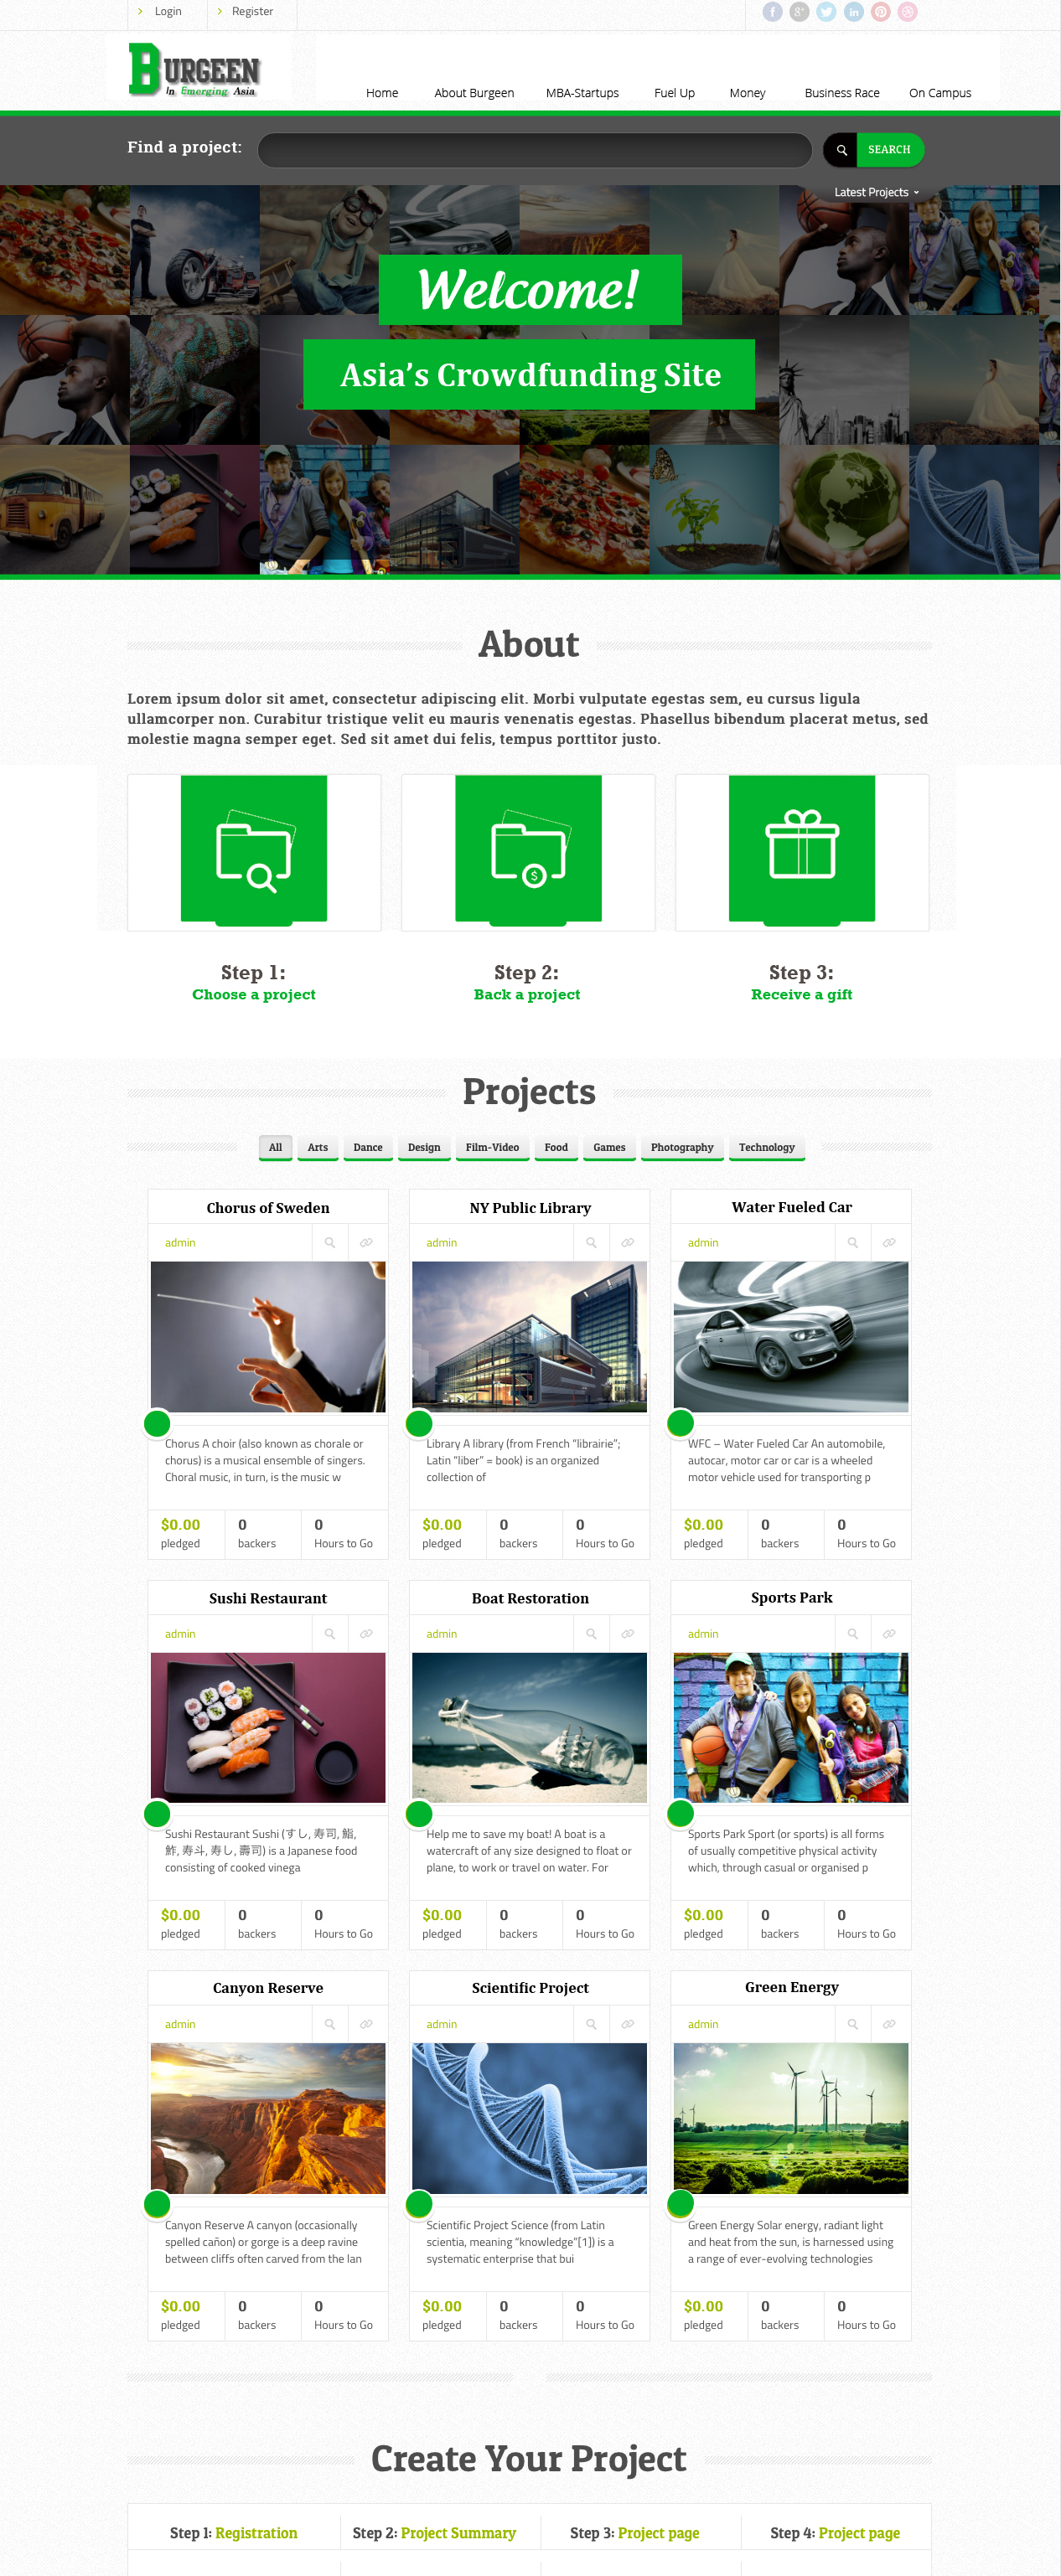 Login
Register
BURGEEN
In Emerging Asia
Home About Burgeen MBA-Startups Fuel Up Money Business Race On Campus
Find a project:
SEARCH
Latest Projects
Welcome!
Asia's Crowdfunding Site
About
Lorem ipsum dolor sit amet, consectetur adipiscing elit. Morbi vulputate egestas sem, eu cursus ligula
ullamcorper non. Curabitur tristique velit eu mauris venenatis egestas. Phasellus bibendum placerat metus, sed
molestie magna semper eget. Sed sit amet dui felis, tempus porttitor justo.
Step 1:
Choose a project
Step 2:
Back a project
Step 3:
Receive a gift
Projects
All Arts Dance Design Film-Video Food Games Photography Technology
Chorus of Sweden
admin
Chorus A choir (also known as chorale or
chorus) is a musical ensemble of singers.
Choral music, in turn, is the music w
$0.00 0 0
pledged backers Hours to Go
NY Public Library
admin
Library A library (from French “librairie”;
Latin “liber” = book) is an organized
collection of
$0.00 0 0
pledged backers Hours to Go
Water Fueled Car
admin
WFC – Water Fueled Car An automobile,
autocar, motor car or car is a wheeled
motor vehicle used for transporting p
$0.00 0 0
pledged backers Hours to Go
Sushi Restaurant
admin
Sushi Restaurant Sushi (すし, 寿司, 鮨,
鮓, 寿斗, 寿し, 壽司) is a Japanese food
consisting of cooked vinega
$0.00 0 0
pledged backers Hours to Go
Boat Restoration
admin
Help me to save my boat! A boat is a
watercraft of any size designed to float or
plane, to work or travel on water. For
$0.00 0 0
pledged backers Hours to Go
Sports Park
admin
Sports Park Sport (or sports) is all forms
of usually competitive physical activity
which, through casual or organised p
$0.00 0 0
pledged backers Hours to Go
Canyon Reserve
admin
Canyon Reserve A canyon (occasionally
spelled cañon) or gorge is a deep ravine
between cliffs often carved from the lan
$0.00 0 0
pledged backers Hours to Go
Scientific Project
admin
Scientific Project Science (from Latin
scientia, meaning “knowledge”[1]) is a
systematic enterprise that bui
$0.00 0 0
pledged backers Hours to Go
Green Energy
admin
Green Energy Solar energy, radiant light
and heat from the sun, is harnessed using
a range of ever-evolving technologies
$0.00 0 0
pledged backers Hours to Go
Create Your Project
Step 1: Registration
Step 2: Project Summary
Step 3: Project page
Step 4: Project page